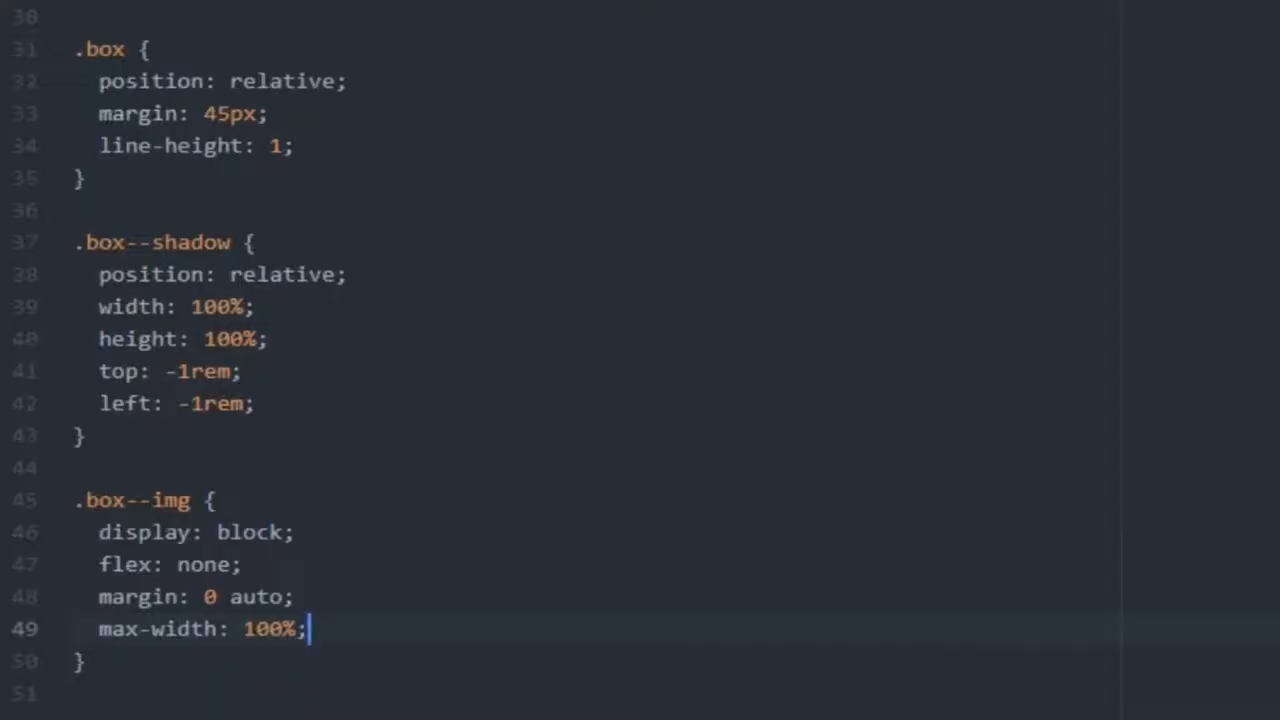 30
31 .box {
32 position: relative;
33 margin: 45px;
34 line-height: 1;
35 }
36
37 .box--shadow {
38 position: relative;
39 width: 100%;
40 height: 100%;
41 top: -1rem;
42 left: -1rem;
43 }
44
45 .box--img {
46 display: block;
47 flex: none;
48 margin: 0 auto;
49 max-width: 100%;
50 }
51